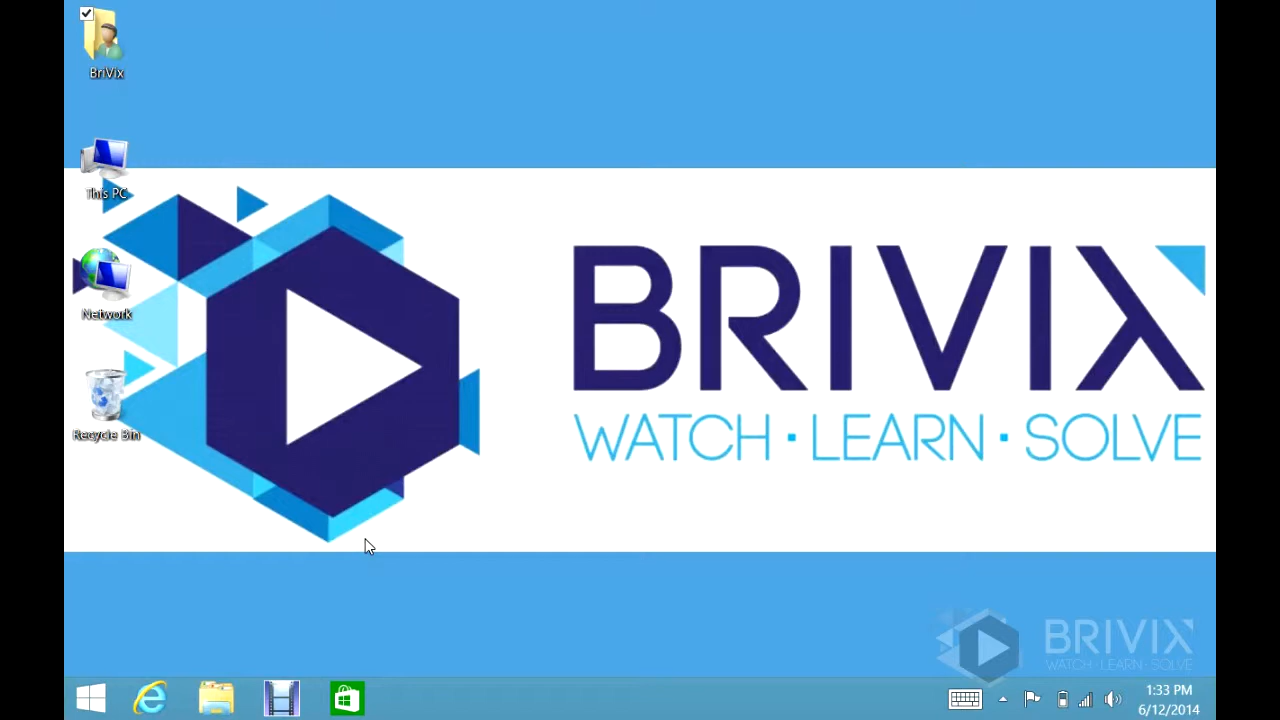 BriVix
This PC
Network
Recycle Bin
BRIVIX
WATCH · LEARN · SOLVE
BRIVIX
WATCH · LEARN · SOLVE
1:33 PM
6/12/2014